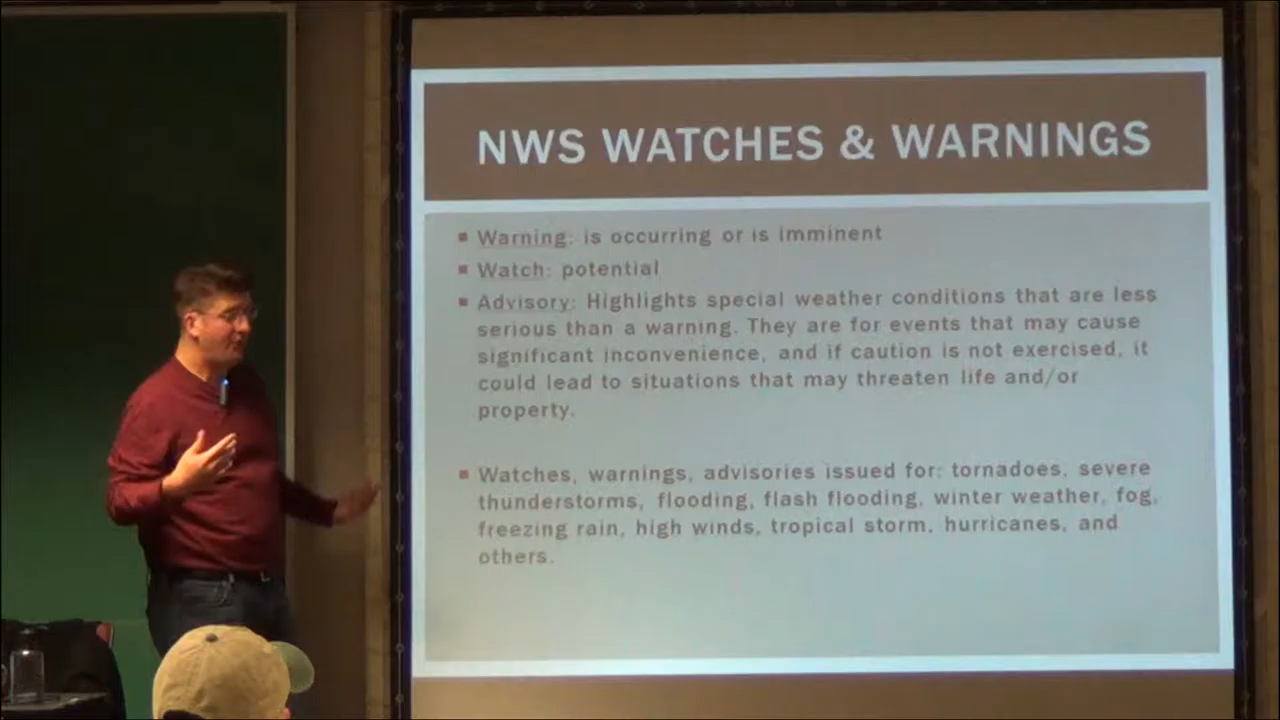 NWS WATCHES & WARNINGS
▪ Warning: is occurring or is imminent
▪ Watch: potential
▪ Advisory: Highlights special weather conditions that are less
serious than a warning. They are for events that may cause
significant inconvenience, and if caution is not exercised, it
could lead to situations that may threaten life and/or
property.
▪ Watches, warnings, advisories issued for: tornadoes, severe
thunderstorms, flooding, flash flooding, winter weather, fog,
freezing rain, high winds, tropical storm, hurricanes, and
others.